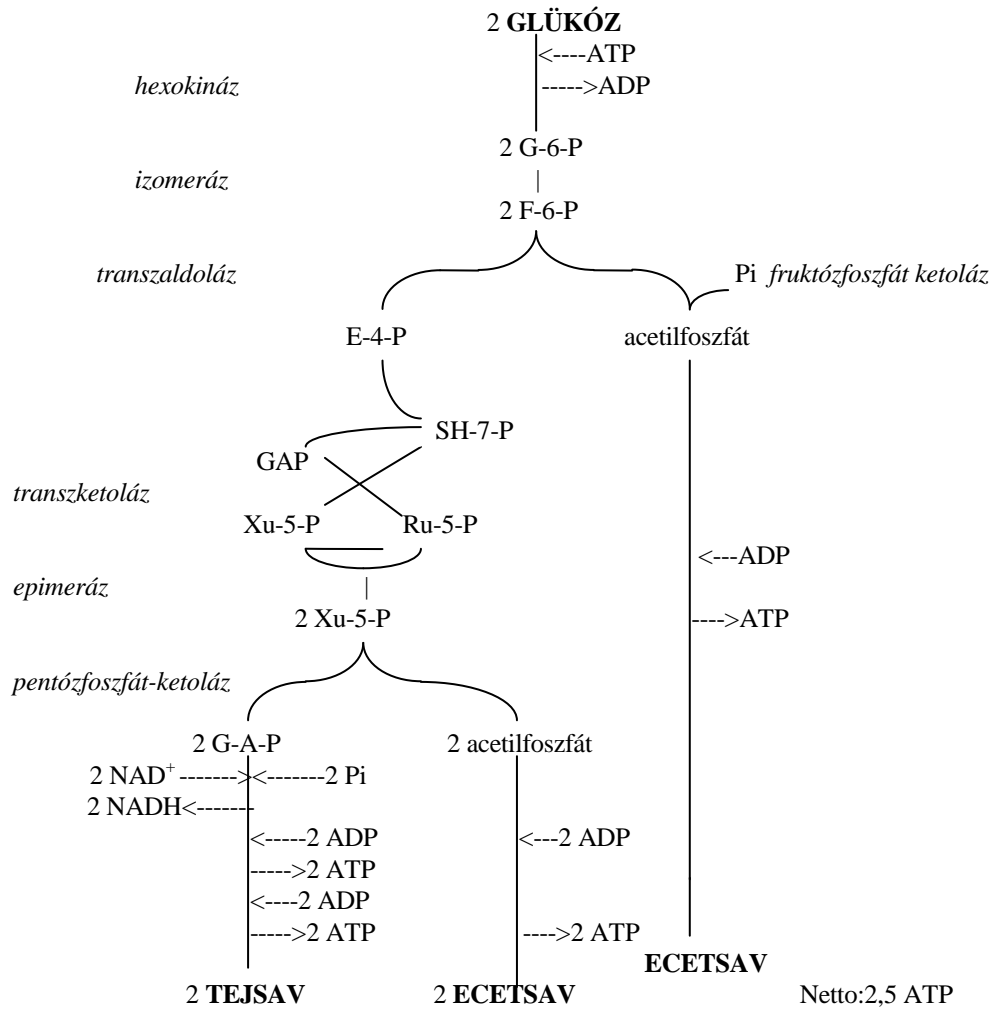 2 GLÜKÓZ
<----ATP
hexokináz
----->ADP
2 G-6-P
izomeráz
2 F-6-P
transzaldoláz
Pi fruktózfoszfát ketoláz
E-4-P
acetilfoszfát
SH-7-P
GAP
transzketoláz
Xu-5-P
Ru-5-P
<---ADP
epimeráz
2 Xu-5-P
---->ATP
pentózfoszfát-ketoláz
2 G-A-P
2 acetilfoszfát
2 NAD+ -------><-------2 Pi
2 NADH<-------
<-----2 ADP
<---2 ADP
----->2 ATP
<----2 ADP
----->2 ATP
---->2 ATP
ECETSAV
2 TEJSAV
2 ECETSAV
Netto:2,5 ATP